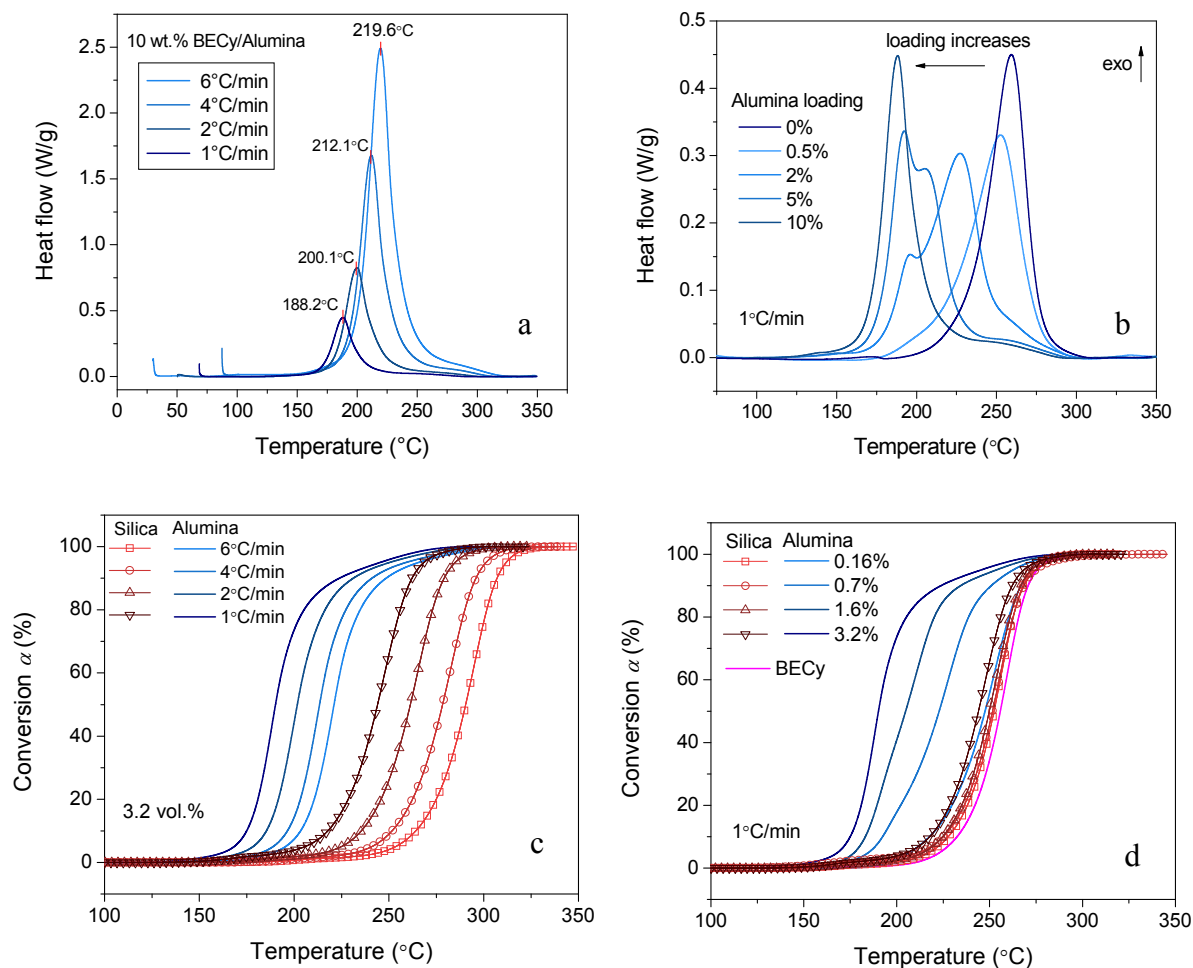 10 wt.% BECy/Alumina
6°C/min
4°C/min
2°C/min
1°C/min
219.6°C
212.1°C
200.1°C
188.2°C
a
2.5
2.0
1.5
1.0
0.5
0.0
Heat flow (W/g)
0 50 100 150 200 250 300 350
Temperature (°C)
loading increases
exo
Alumina loading
0%
0.5%
2%
5%
10%
1°C/min
b
0.5
0.4
0.3
0.2
0.1
0.0
Heat flow (W/g)
100 150 200 250 300 350
Temperature (°C)
Silica Alumina
6°C/min
4°C/min
2°C/min
1°C/min
3.2 vol.%
c
100
80
60
40
20
0
Conversion α (%)
100 150 200 250 300 350
Temperature (°C)
Silica Alumina
0.16%
0.7%
1.6%
3.2%
BECy
1°C/min
d
100
80
60
40
20
0
Conversion α (%)
100 150 200 250 300 350
Temperature (°C)